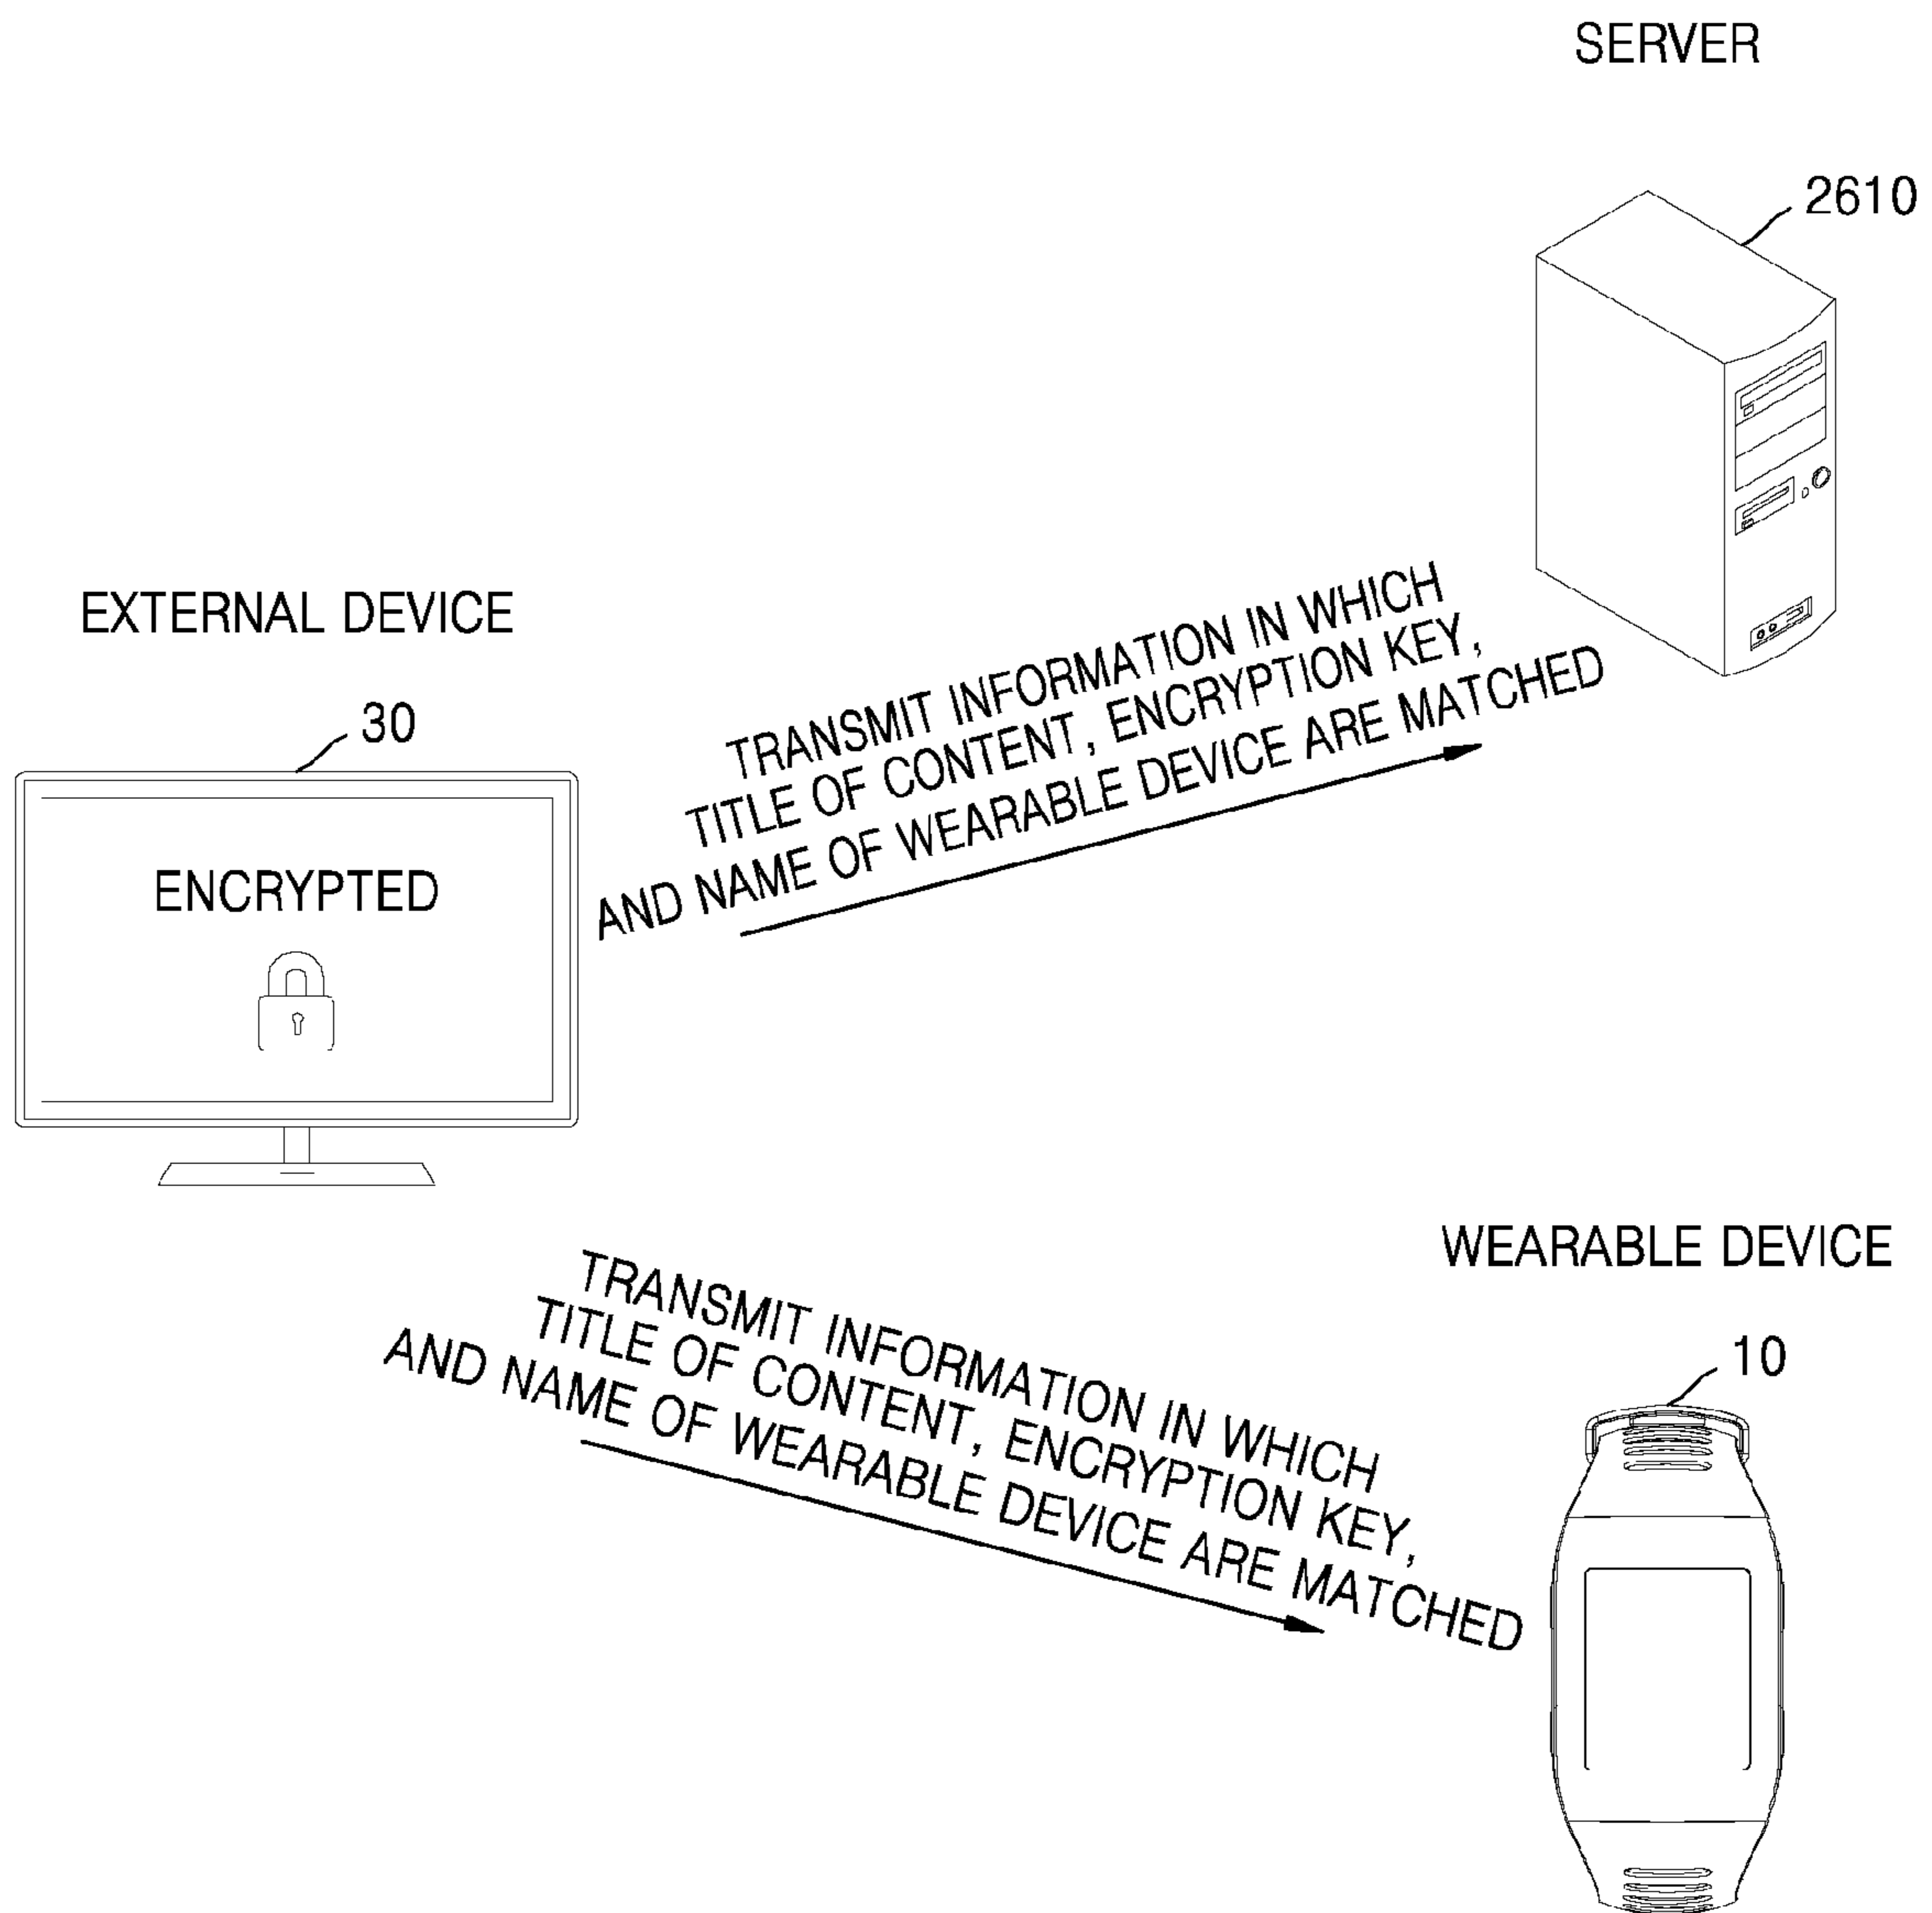 SERVER
2610
EXTERNAL DEVICE
30
ENCRYPTED
TRANSMIT INFORMATION IN WHICH
TITLE OF CONTENT, ENCRYPTION KEY,
AND NAME OF WEARABLE DEVICE ARE MATCHED
WEARABLE DEVICE
10
TRANSMIT INFORMATION IN WHICH
TITLE OF CONTENT, ENCRYPTION KEY,
AND NAME OF WEARABLE DEVICE ARE MATCHED